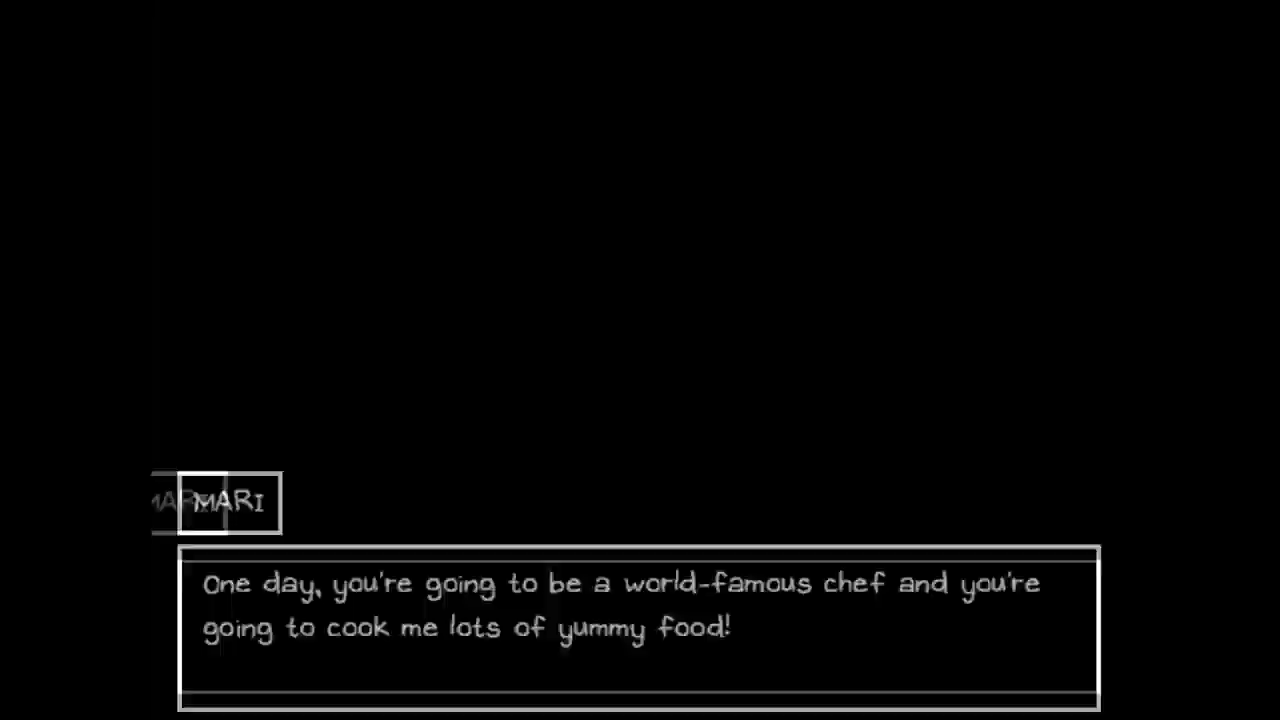 MARI
One day, you're going to be a world-famous chef and you're
going to cook me lots of yummy food!